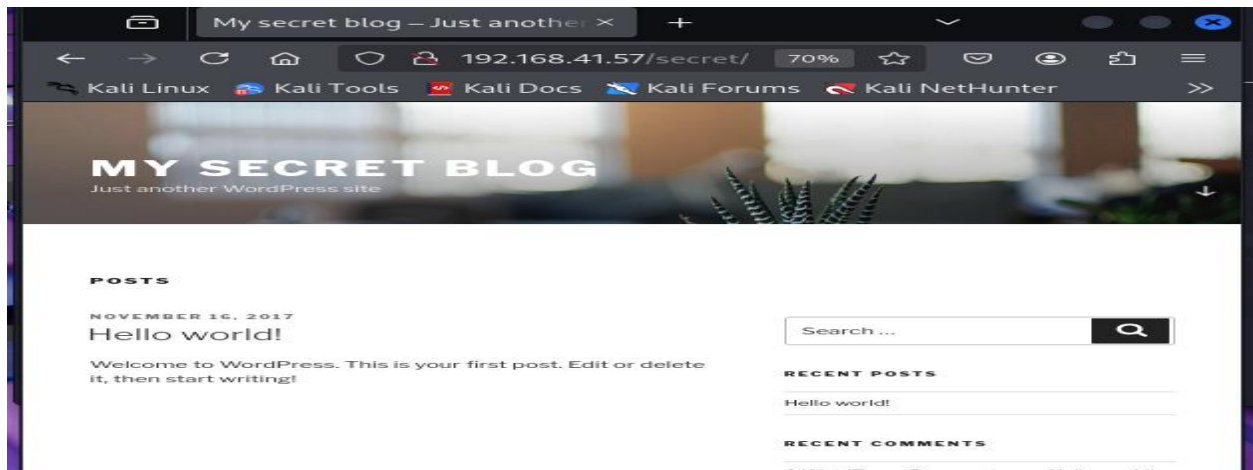 My secret blog – Just another
192.168.41.57/secret/ 70%
Kali Linux Kali Tools Kali Docs Kali Forums Kali NetHunter
MY SECRET BLOG
Just another WordPress site
POSTS
NOVEMBER 16, 2017
Hello world!
Welcome to WordPress. This is your first post. Edit or delete
it, then start writing!
Search ...
RECENT POSTS
Hello world!
RECENT COMMENTS